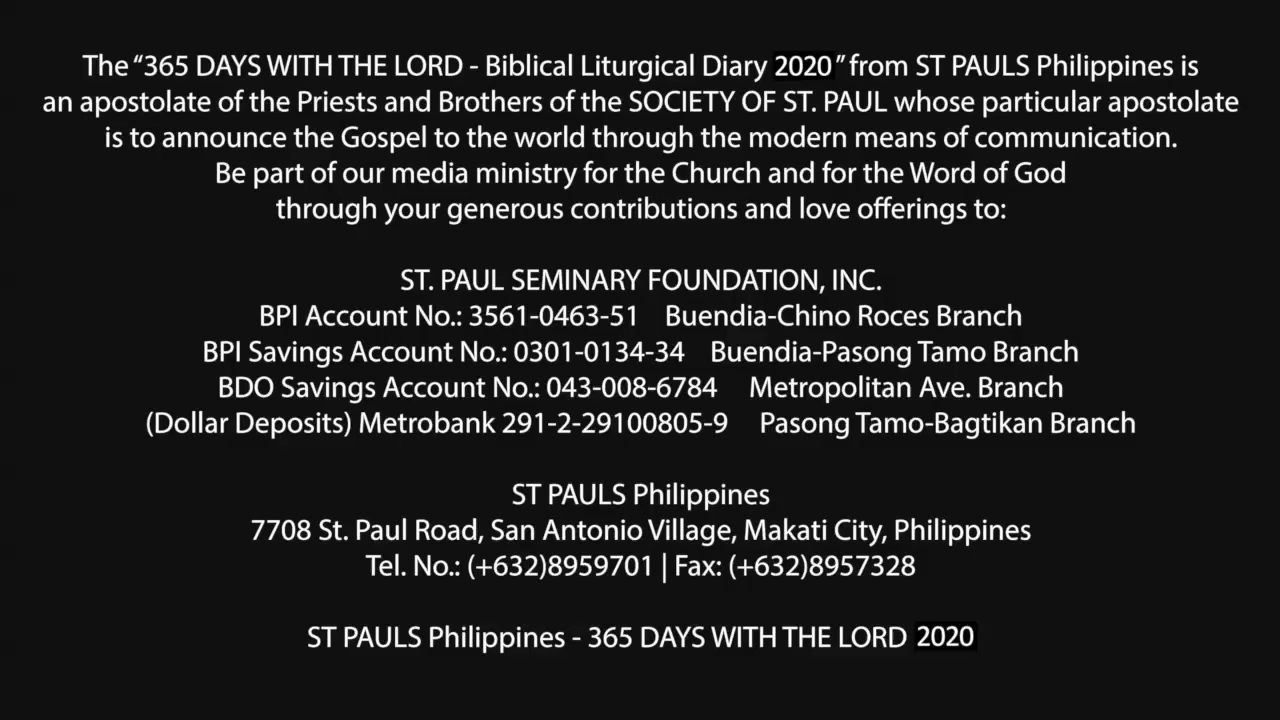 The “365 DAYS WITH THE LORD - Biblical Liturgical Diary 2020” from ST PAULS Philippines is
an apostolate of the Priests and Brothers of the SOCIETY OF ST. PAUL whose particular apostolate
is to announce the Gospel to the world through the modern means of communication.
Be part of our media ministry for the Church and for the Word of God
through your generous contributions and love offerings to:
ST. PAUL SEMINARY FOUNDATION, INC.
BPI Account No.: 3561-0463-51 Buendia-Chino Roces Branch
BPI Savings Account No.: 0301-0134-34 Buendia-Pasong Tamo Branch
BDO Savings Account No.: 043-008-6784 Metropolitan Ave. Branch
(Dollar Deposits) Metrobank 291-2-29100805-9 Pasong Tamo-Bagtikan Branch
ST PAULS Philippines
7708 St. Paul Road, San Antonio Village, Makati City, Philippines
Tel. No.: (+632)8959701 | Fax: (+632)8957328
ST PAULS Philippines - 365 DAYS WITH THE LORD 2020